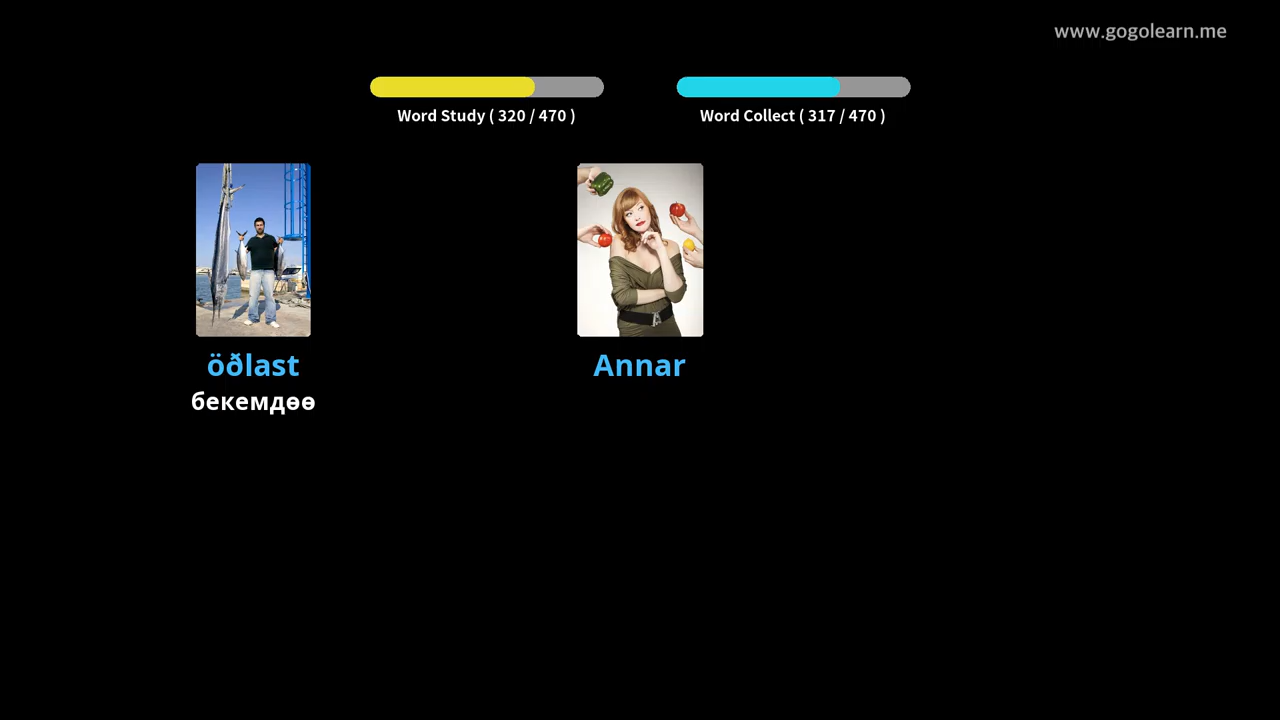 www.gogolearn.me
Word Study ( 320 / 470 )
Word Collect ( 317 / 470 )
öðlast
бекемдөө
Annar